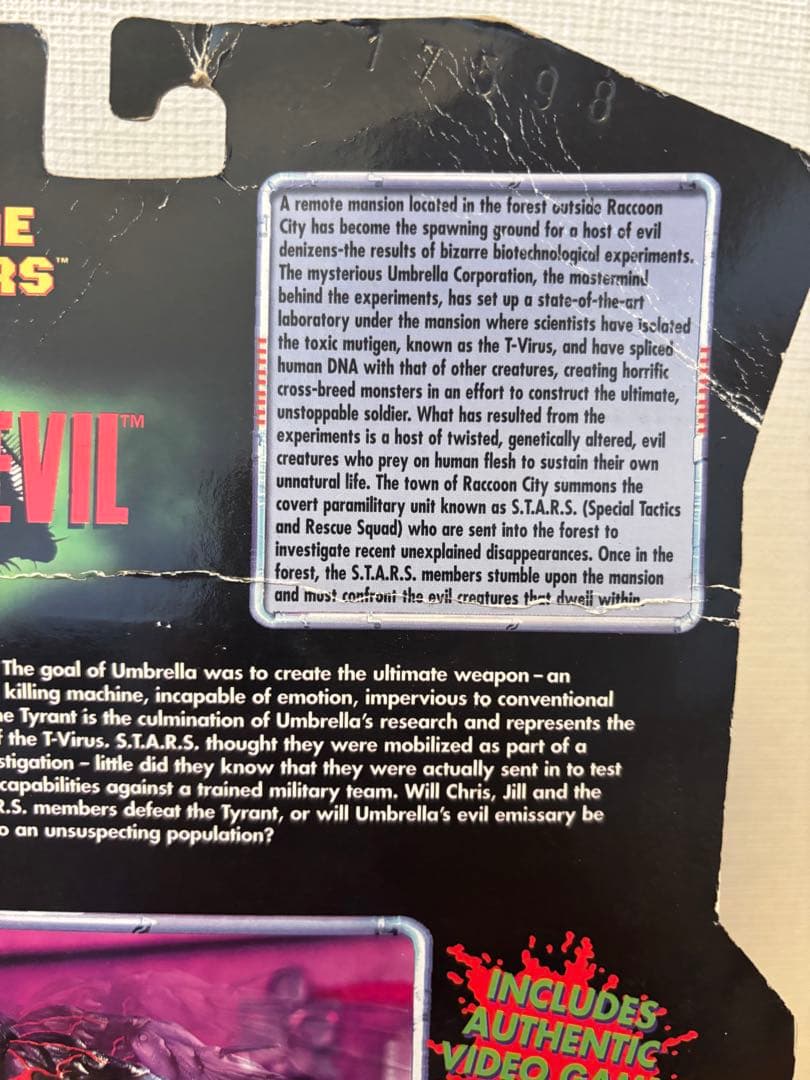 17598
A remote mansion located in the forest outside Raccoon
City has become the spawning ground for a host of evil
denizens-the results of bizarre biotechnological experiments.
The mysterious Umbrella Corporation, the mastermind
behind the experiments, has set up a state-of-the-art
laboratory under the mansion where scientists have isolated
the toxic mutigen, known as the T-Virus, and have spliced
human DNA with that of other creatures, creating horrific
cross-breed monsters in an effort to construct the ultimate,
unstoppable soldier. What has resulted from the
experiments is a host of twisted, genetically altered, evil
creatures who prey on human flesh to sustain their own
unnatural life. The town of Raccoon City summons the
covert paramilitary unit known as S.T.A.R.S. (Special Tactics
and Rescue Squad) who are sent into the forest to
investigate recent unexplained disappearances. Once in the
forest, the S.T.A.R.S. members stumble upon the mansion
and must confront the evil creatures that dwell within
E
RS™
EVIL™
The goal of Umbrella was to create the ultimate weapon – an
killing machine, incapable of emotion, impervious to conventional
e Tyrant is the culmination of Umbrella's research and represents the
f the T-Virus. S.T.A.R.S. thought they were mobilized as part of a
stigation – little did they know that they were actually sent in to test
capabilities against a trained military team. Will Chris, Jill and the
R.S. members defeat the Tyrant, or will Umbrella's evil emissary be
o an unsuspecting population?
INCLUDES
AUTHENTIC
VIDEO GAM